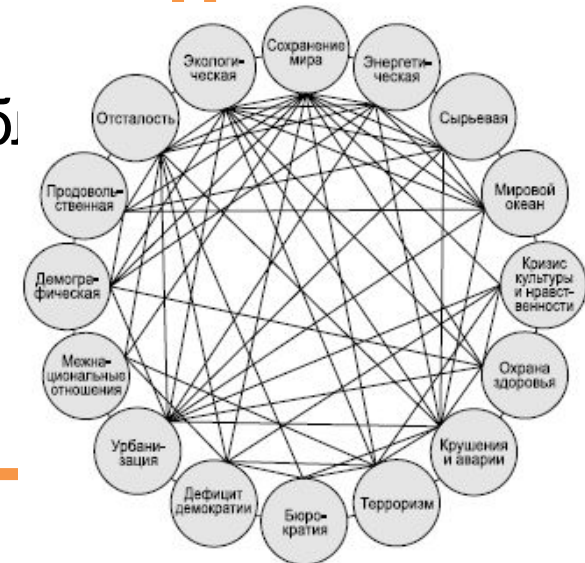 Сохранение
мира
Энергети-
ческая
Сырьевая
Мировой
океан
Кризис
культуры
и нравст-
венности
Охрана
здоровья
Крушения
и аварии
Терроризм
Бюро-
кратия
Дефицит
демократии
Урбани-
зация
Межна-
циональные
отношения
Демогра-
фическая
Продоволь-
ственная
Отсталость
Экологи-
ческая